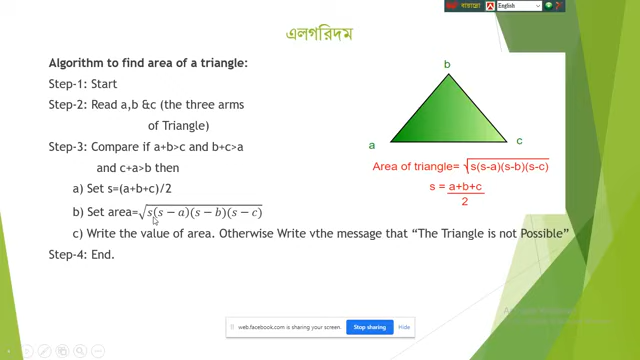 English
এলগরিদম
Algorithm to find area of a triangle:
Step-1: Start
Step-2: Read a,b &c (the three arms
of Triangle)
Step-3: Compare if a+b>c and b+c>a
and c+a>b then
a) Set s=(a+b+c)/2
b) Set area=√s(s − a)(s − b)(s − c)
c) Write the value of area. Otherwise Write vthe message that “The Triangle is not Possible”
Step-4: End.
b
a
c
Area of triangle= √s(s-a)(s-b)(s-c)
s = a+b+c
2
web.facebook.com is sharing your screen.
Stop sharing
Hide